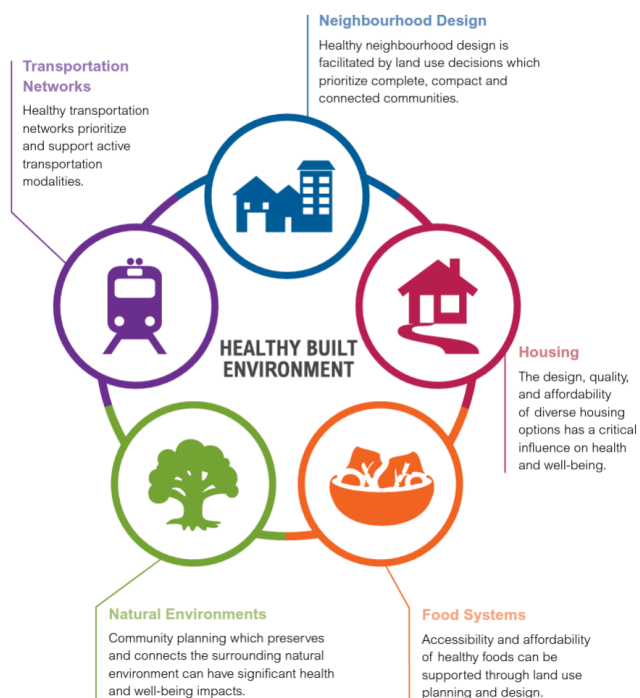 Neighbourhood Design
Healthy neighbourhood design is
facilitated by land use decisions which
prioritize complete, compact and
connected communities.
Transportation
Networks
Healthy transportation
networks prioritize
and support active
transportation
modalities.
HEALTHY BUILT
ENVIRONMENT
Housing
The design, quality,
and affordability
of diverse housing
options has a critical
influence on health
and well-being.
Natural Environments
Community planning which preserves
and connects the surrounding natural
environment can have significant health
and well-being impacts.
Food Systems
Accessibility and affordability
of healthy foods can be
supported through land use
planning and design.